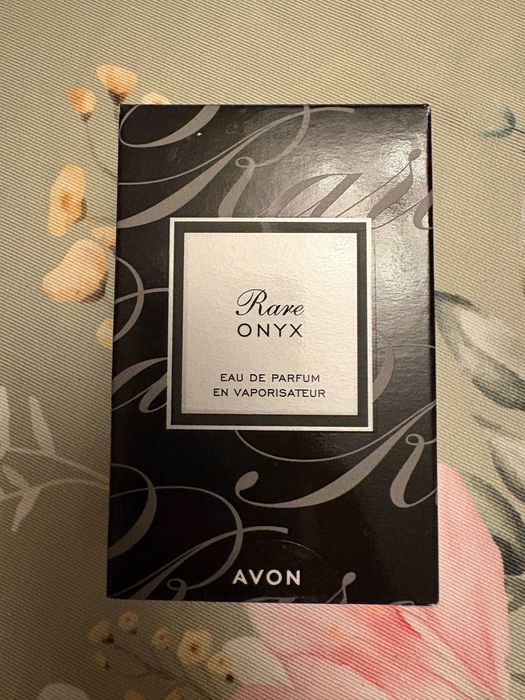 Rare
ONYX
EAU DE PARFUM
EN VAPORISATEUR
AVON